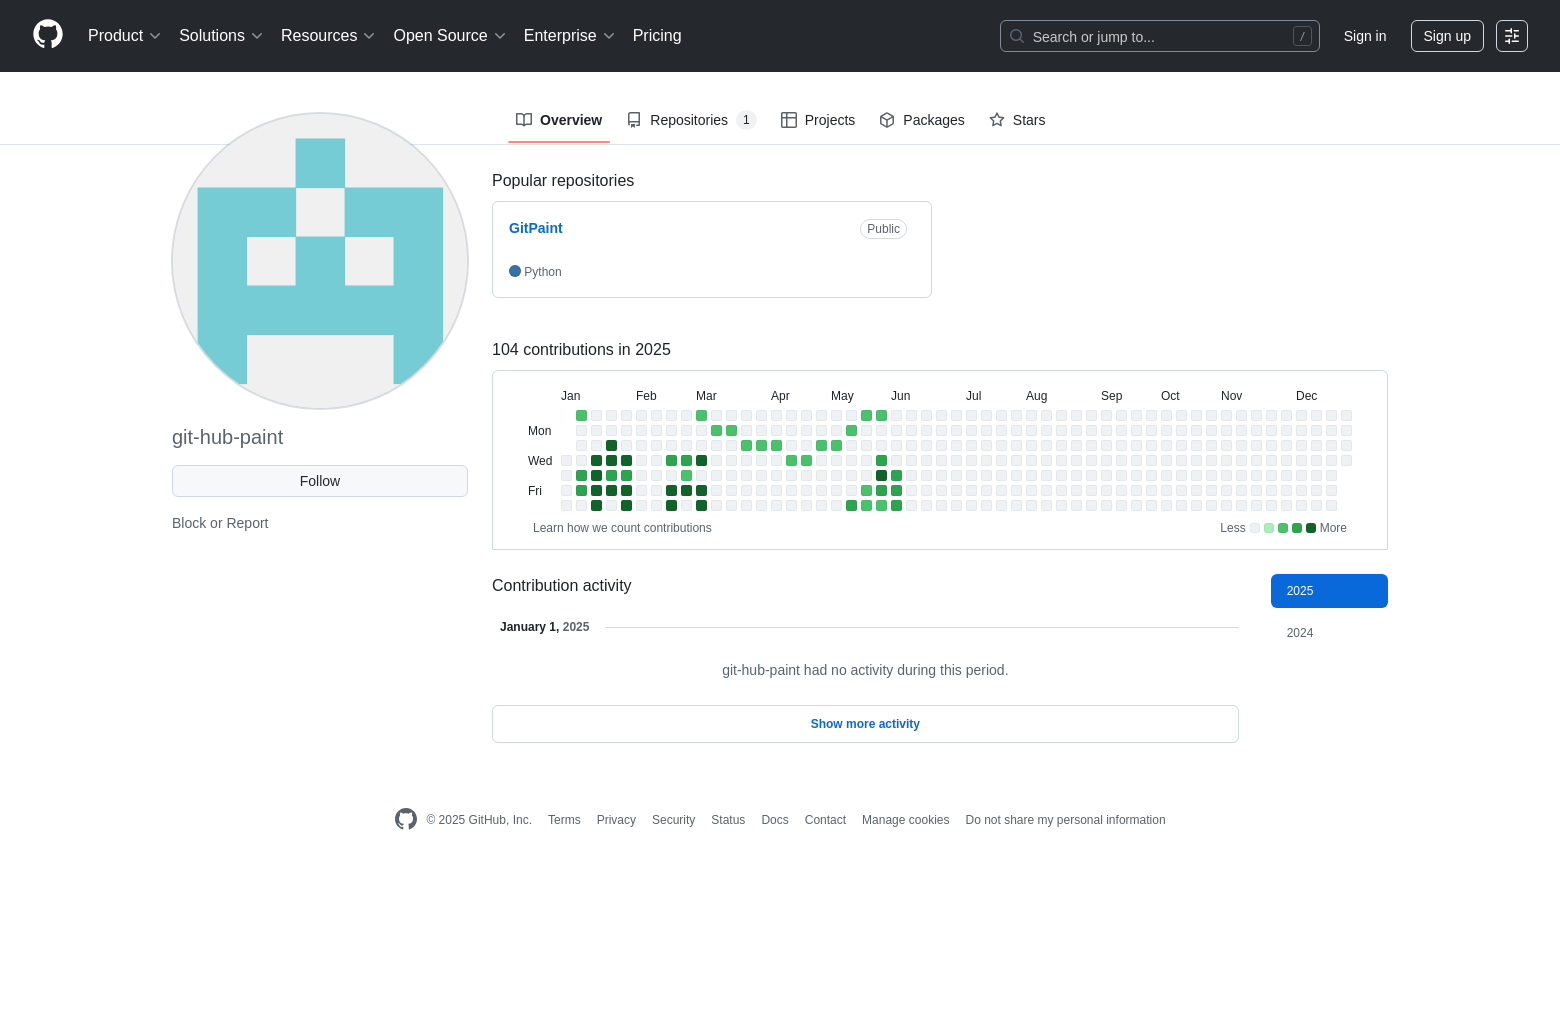 Product Solutions Resources Open Source Enterprise Pricing Search or jump to... / Sign in Sign up
Overview Repositories 1 Projects Packages Stars
git-hub-paint
Follow
Block or Report
Popular repositories
GitPaint Public
Python
104 contributions in 2025
Jan Feb Mar Apr May Jun Jul Aug Sep Oct Nov Dec
Mon
Wed
Fri
Learn how we count contributions Less More
Contribution activity
2025
2024
January 1, 2025
git-hub-paint had no activity during this period.
Show more activity
© 2025 GitHub, Inc. Terms Privacy Security Status Docs Contact Manage cookies Do not share my personal information